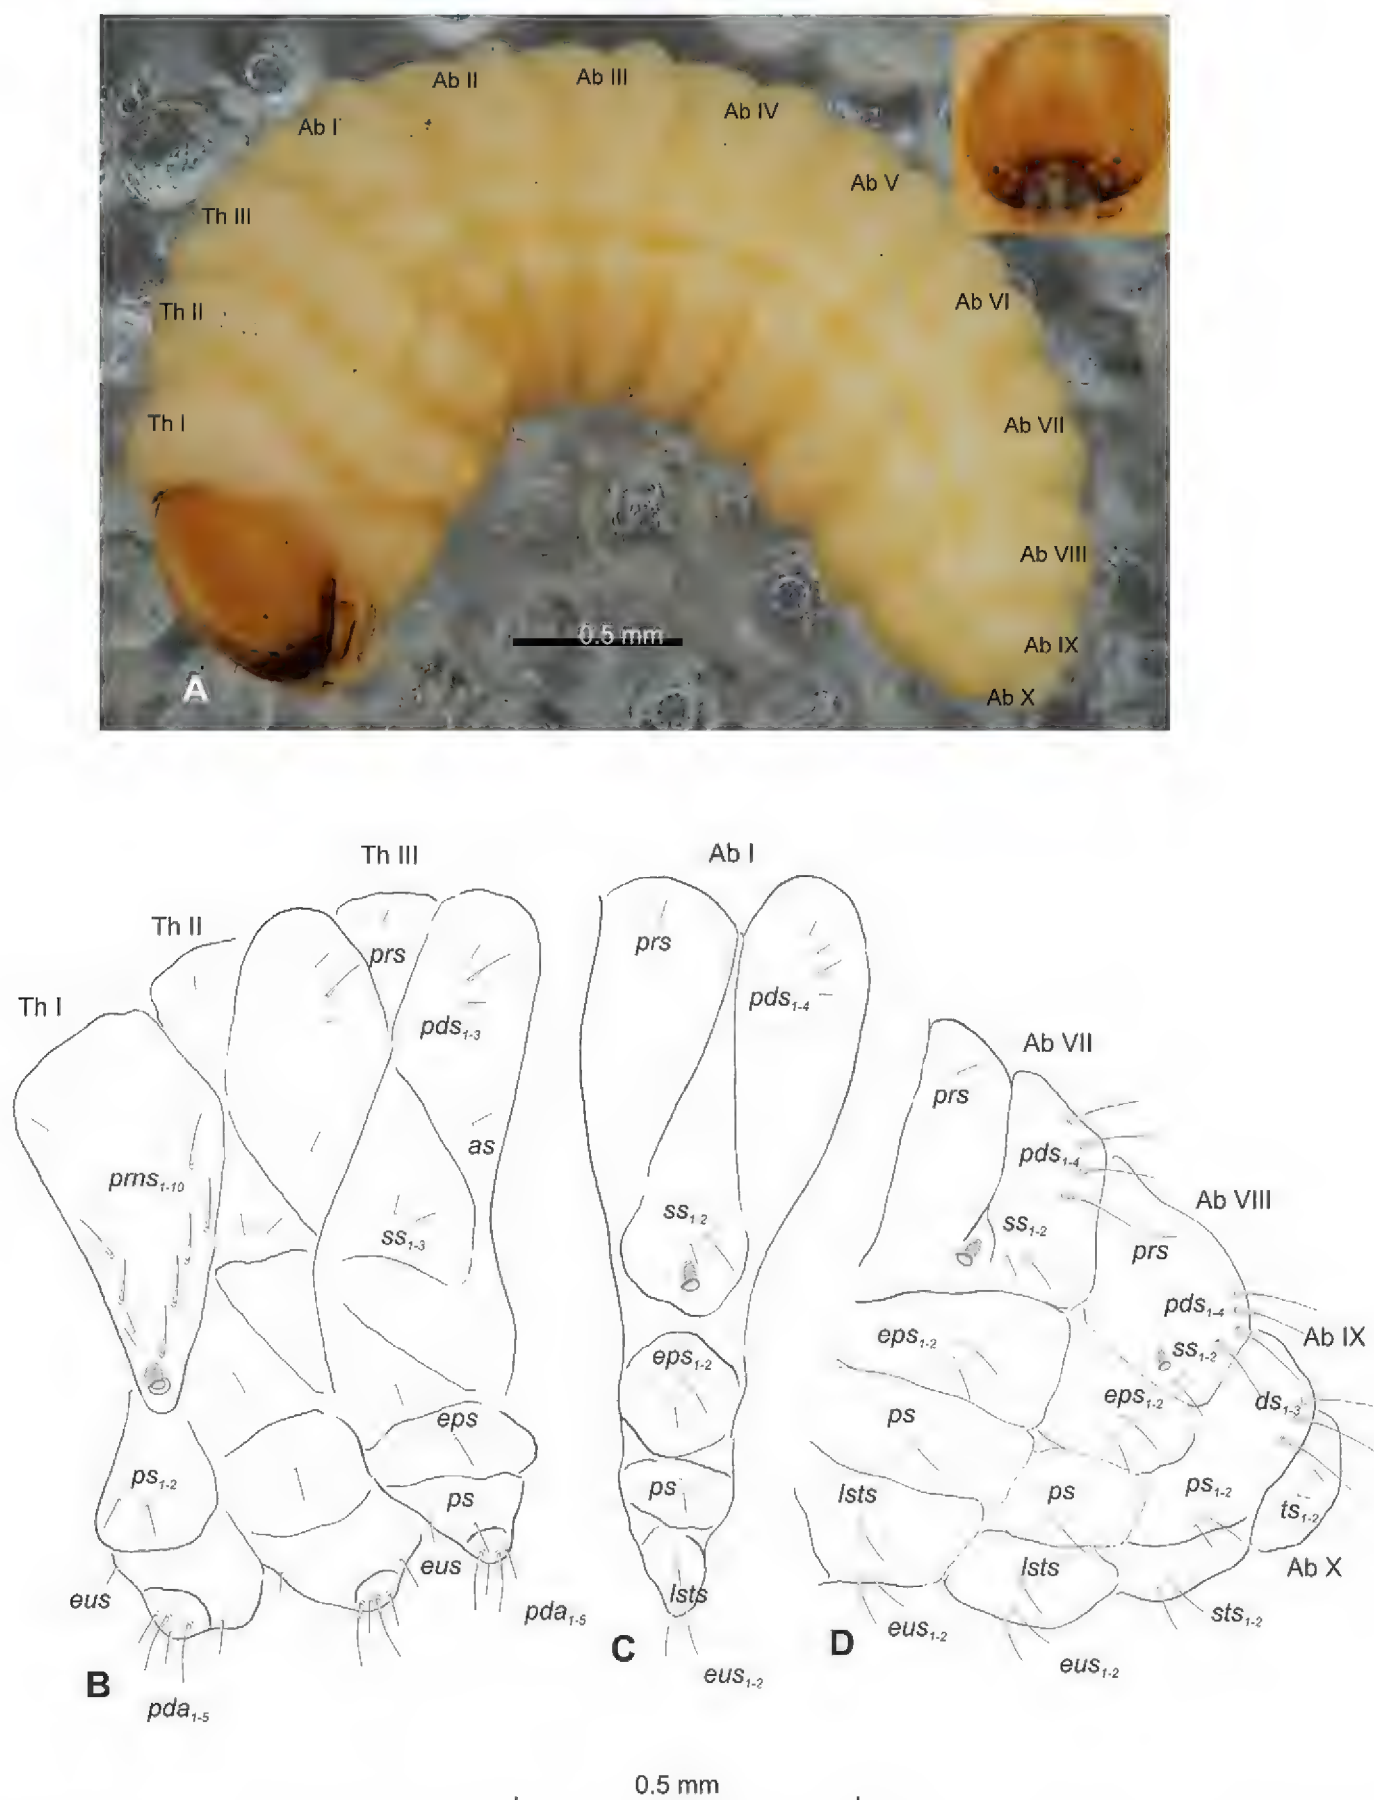 Ab II
Ab III
Ab IV
Ab I
Ab V
Th III
Ab VI
Th II
Th I
Ab VII
Ab VIII
0.5 mm
Ab IX
A
Ab X
Th III
Ab I
Th II
prs
prs
Th I
pds1-4
pds1-3
Ab VII
prs
as
pds1-4
prns1-10
Ab VIII
ss1-2
ss1-2
ss1-3
prs
pds1-4
eps1-2
Ab IX
ss1-2
eps1-2
eps1-2
ds1-3
ps
eps
ps1-2
ps
ps
lsts
ps
ps1-2
ts1-2
eus
lsts
Ab X
eus
lsts
pda1-5
sts1-2
eus1-2
C
D
eus1-2
eus1-2
B
pda1-5
0.5 mm